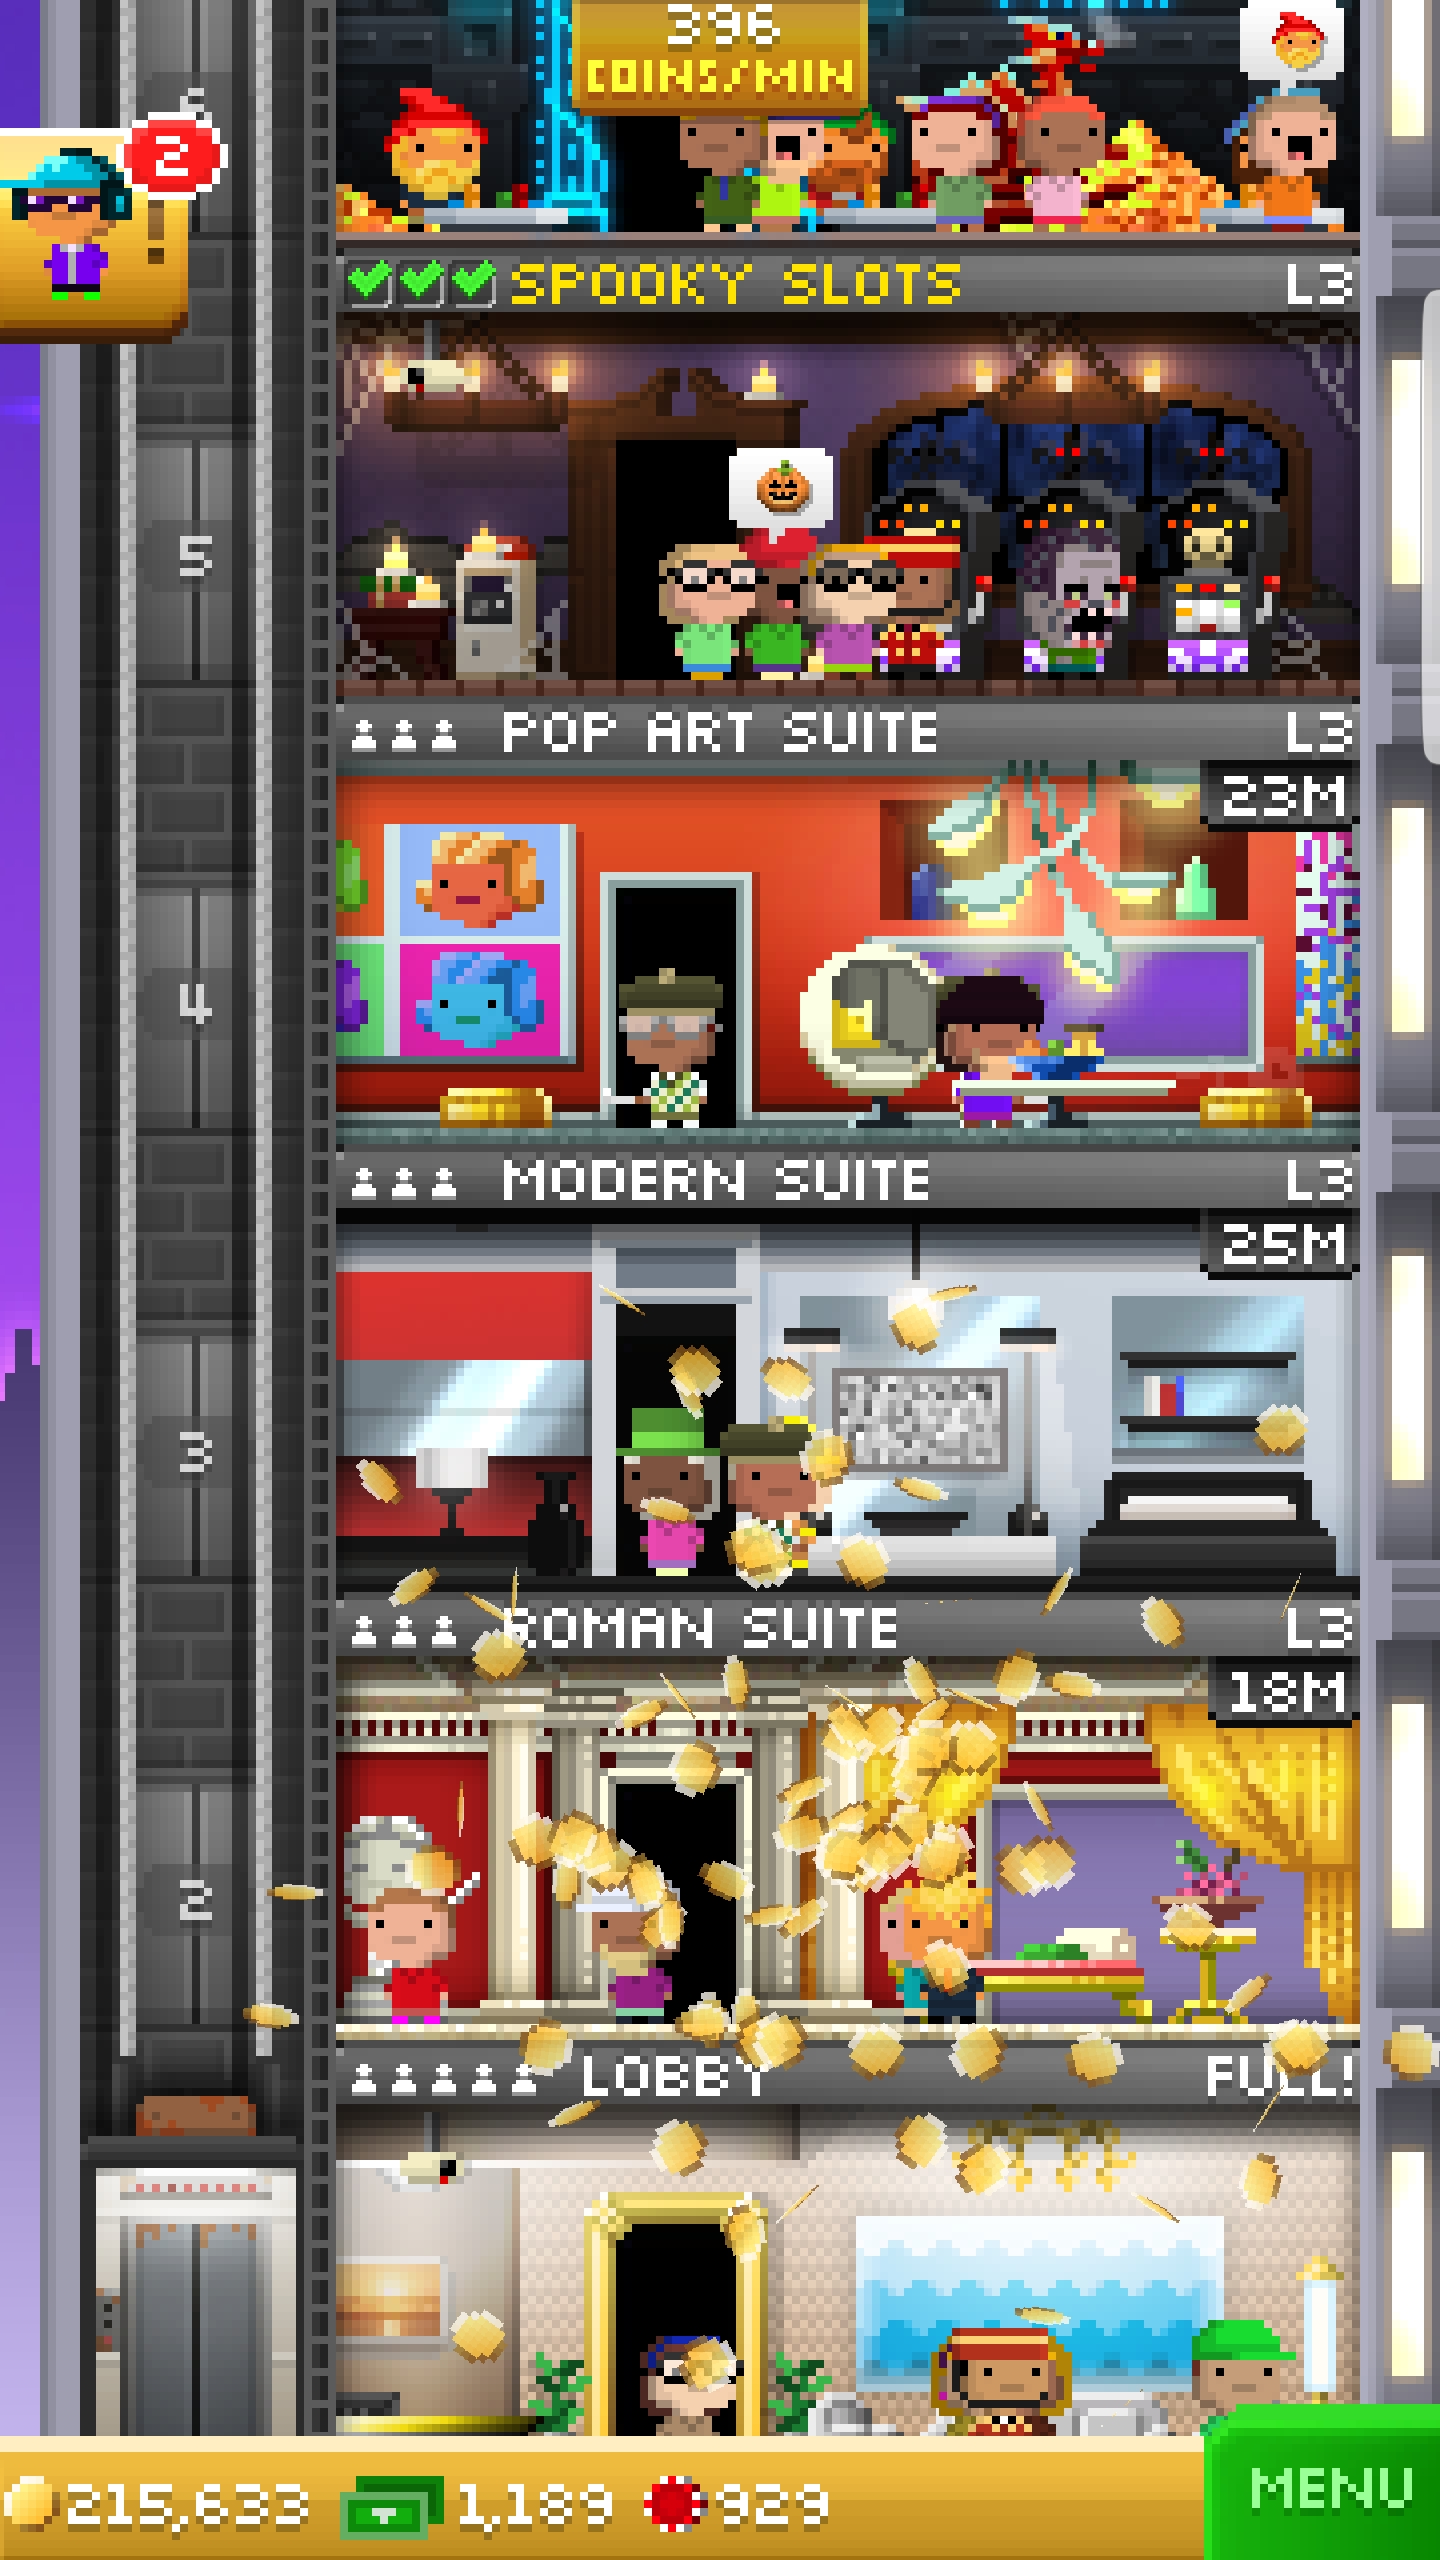 396
COINS/MIN
2
!
SPOOKY SLOTS L3
5
POP ART SUITE L3
23M
4
MODERN SUITE L3
25M
3
ROMAN SUITE L3
18M
2
LOBBY FULL!
215,633 1,189 929
MENU